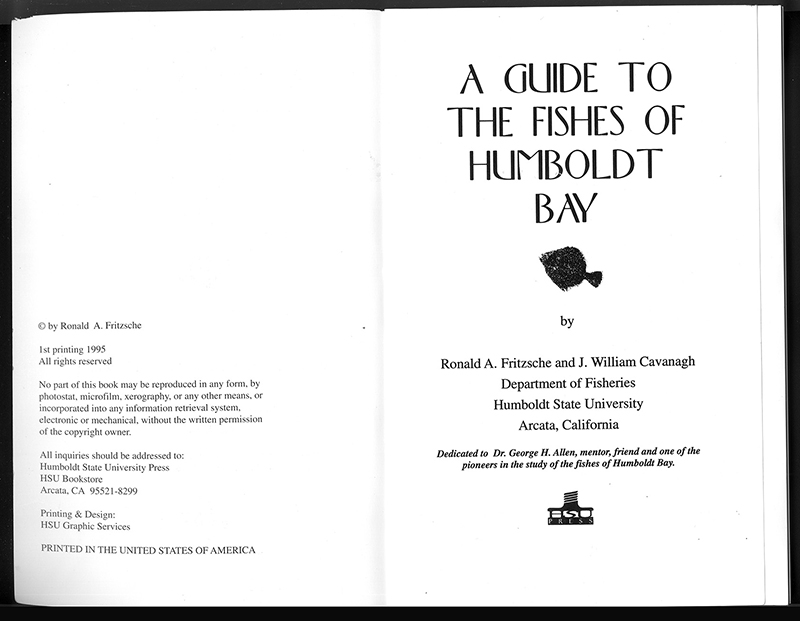 © by Ronald A. Fritzsche
1st printing 1995
All rights reserved
No part of this book may be reproduced in any form, by
photostat, microfilm, xerography, or any other means, or
incorporated into any information retrieval system,
electronic or mechanical, without the written permission
of the copyright owner.
All inquiries should be addressed to:
Humboldt State University Press
HSU Bookstore
Arcata, CA 95521-8299
Printing & Design:
HSU Graphic Services
PRINTED IN THE UNITED STATES OF AMERICA
A GUIDE TO
THE FISHES OF
HUMBOLDT
BAY
by
Ronald A. Fritzsche and J. William Cavanagh
Department of Fisheries
Humboldt State University
Arcata, California
Dedicated to Dr. George H. Allen, mentor, friend and one of the
pioneers in the study of the fishes of Humboldt Bay.
HSU
PRESS